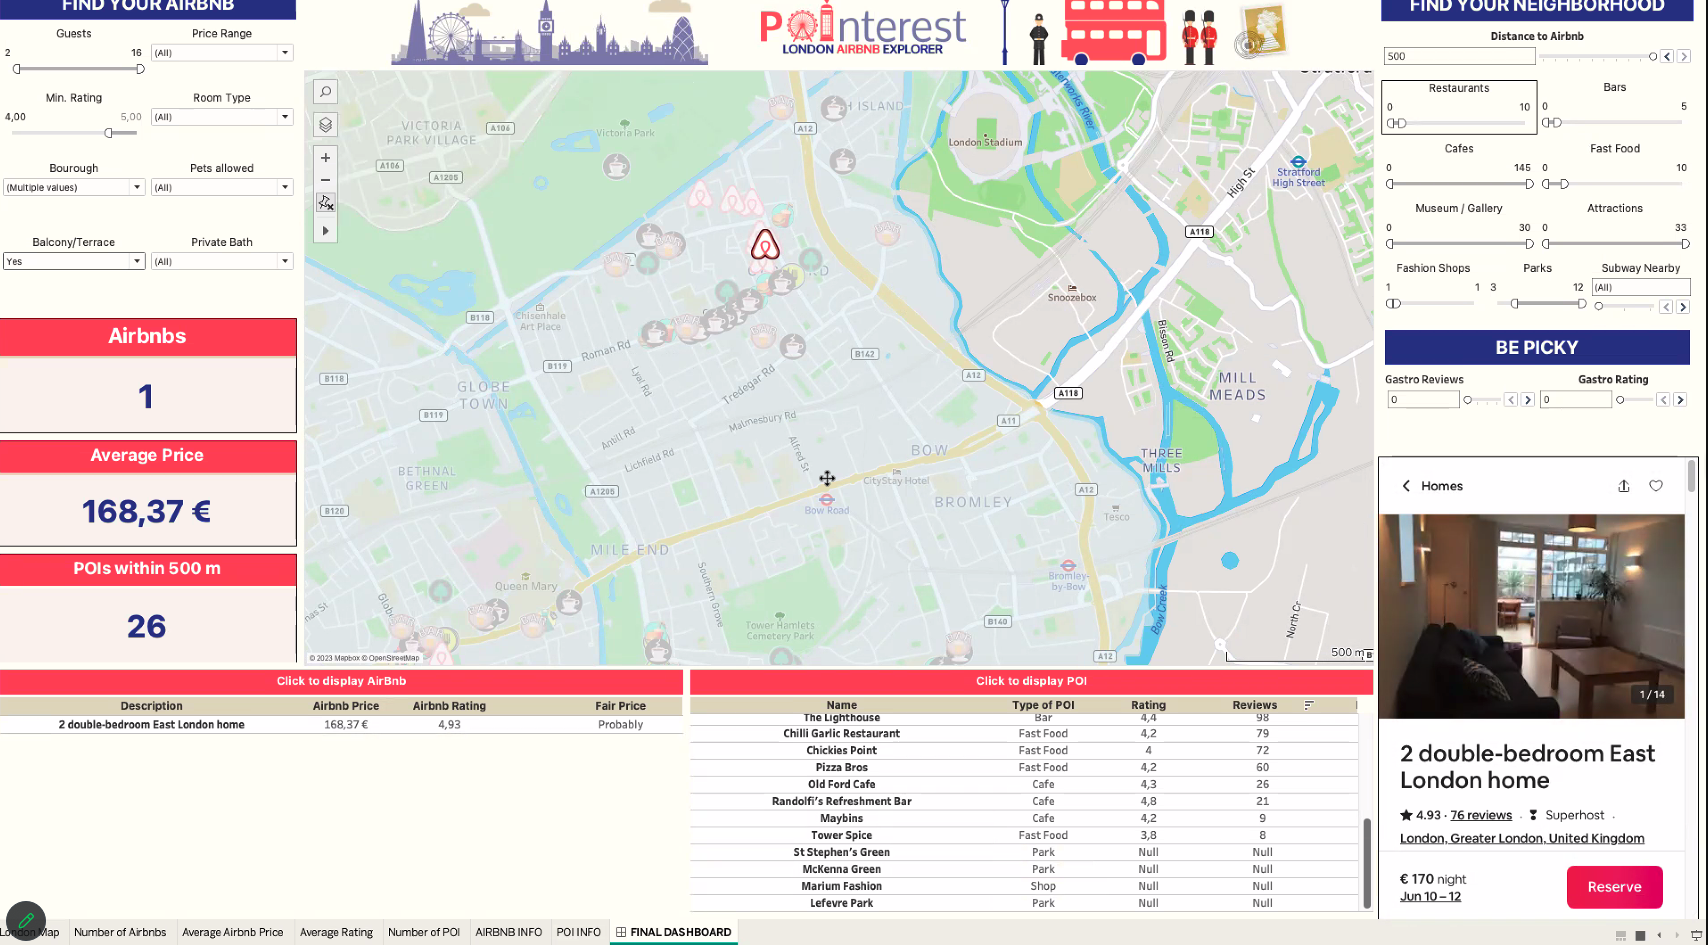 FIND YOUR AIRBNB
Guests
Price Range
2
16
(All)
Min. Rating
Room Type
4,00
5,00
(All)
Bourough
Pets allowed
(Multiple values)
(All)
Balcony/Terrace
Private Bath
Yes
(All)
Airbnbs
1
Average Price
168,37 €
POIs within 500 m
26
POInterest
LONDON AIRBNB EXPLORER
VICTORIA
PARK VILLAGE
A106
A106
A1205
Victoria Park
A12
H ISLAND
London Stadium
High St
Stratford
High Street
A118
Snoozebox
Chisenhale
Art Place
B118
Roman Rd
B142
B119
B118
GLOBE
TOWN
Lyal Rd
Tredegar Rd
A12
A118
Bisson Rd
MILL
MEADS
B119
Malmesbury Rd
A11
Antill Rd
Alfred St
Lichfield Rd
BOW
THREE
MILLS
BETHNAL
GREEN
CityStay Hotel
A1205
A12
B120
Bow Road
BROMLEY
Tesco
MILE END
Queen Mary
Southern Grove
Bromley-
by-Bow
Bow Creek
B140
North Cr
Tower Hamlets
Cemetery Park
A12
© 2023 Mapbox © OpenStreetMap
500 m
FIND YOUR NEIGHBORHOOD
Distance to Airbnb
500
Restaurants
Bars
0
10
0
5
Cafes
Fast Food
0
145
0
10
Museum / Gallery
Attractions
0
30
0
33
Fashion Shops
Parks
Subway Nearby
1
1
3
12
(All)
BE PICKY
Gastro Reviews
Gastro Rating
0
0
Homes
1 / 14
2 double-bedroom East
London home
4.93 · 76 reviews · Superhost ·
London, Greater London, United Kingdom
€ 170 night
Jun 10 – 12
Reserve
Click to display AirBnb
Description Airbnb Price Airbnb Rating Fair Price
2 double-bedroom East London home 168,37 € 4,93 Probably
Click to display POI
Name Type of POI Rating Reviews
The Lighthouse Bar 4,4 98
Chilli Garlic Restaurant Fast Food 4,2 79
Chickies Point Fast Food 4 72
Pizza Bros Fast Food 4,2 60
Old Ford Cafe Cafe 4,3 26
Randolfi's Refreshment Bar Cafe 4,8 21
Maybins Cafe 4,2 9
Tower Spice Fast Food 3,8 8
St Stephen's Green Park Null Null
McKenna Green Park Null Null
Marium Fashion Shop Null Null
Lefevre Park Park Null Null
London Map Number of Airbnbs Average Airbnb Price Average Rating Number of POI AIRBNB INFO POI INFO FINAL DASHBOARD